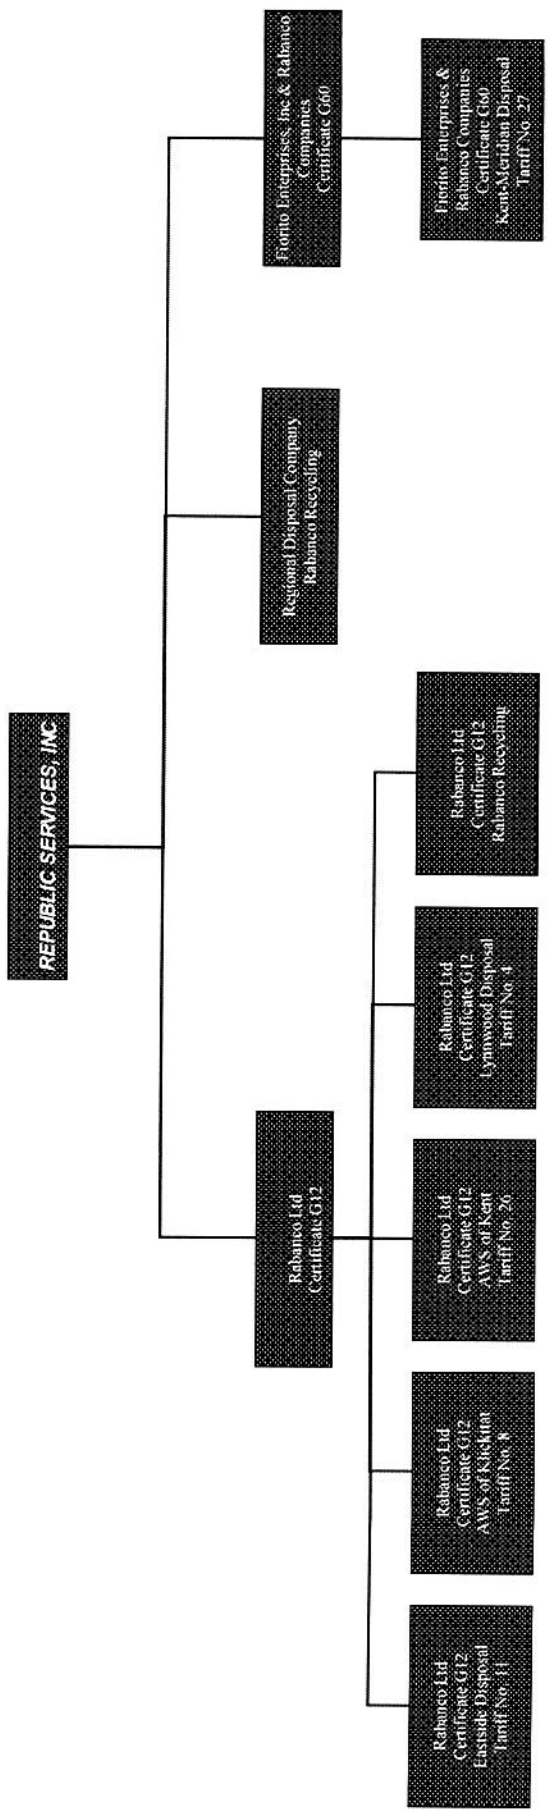 REPUBLIC SERVICES, INC
Rabanco Ltd
Certificate G12
Regional Disposal Company
Rabanco Recycling
Fiorito Enterprises, Inc & Rabanco
Companies
Certificate G60
Rabanco Ltd
Certificate G12
Eastside Disposal
Tariff No. 11
Rabanco Ltd
Certificate G12
AWS of Klickitat
Tariff No. 8
Rabanco Ltd
Certificate G12
AWS of Kent
Tariff No. 26
Rabanco Ltd
Certificate G12
Lynnwood Disposal
Tariff No. 4
Rabanco Ltd
Certificate G12
Rabanco Recycling
Fiorito Enterprises &
Rabanco Companies
Certificate G60
Kent-Meridian Disposal
Tariff No. 27